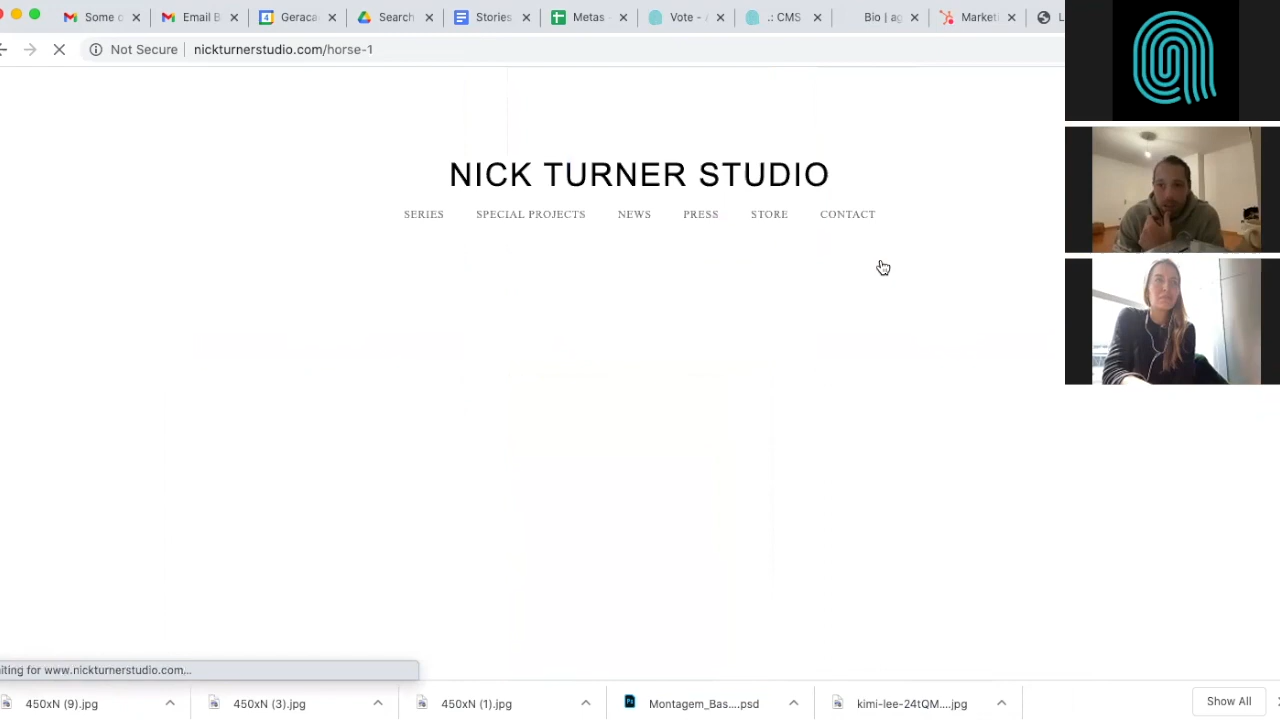 Some o Email B Geraca Search Stories Metas - Vote - .: CMS Bio | ag Marketi L
Not Secure nickturnerstudio.com/horse-1
NICK TURNER STUDIO
SERIES SPECIAL PROJECTS NEWS PRESS STORE CONTACT
iting for www.nickturnerstudio.com...
450xN (9).jpg 450xN (3).jpg 450xN (1).jpg Montagem_Bas....psd kimi-lee-24tQM....jpg Show All